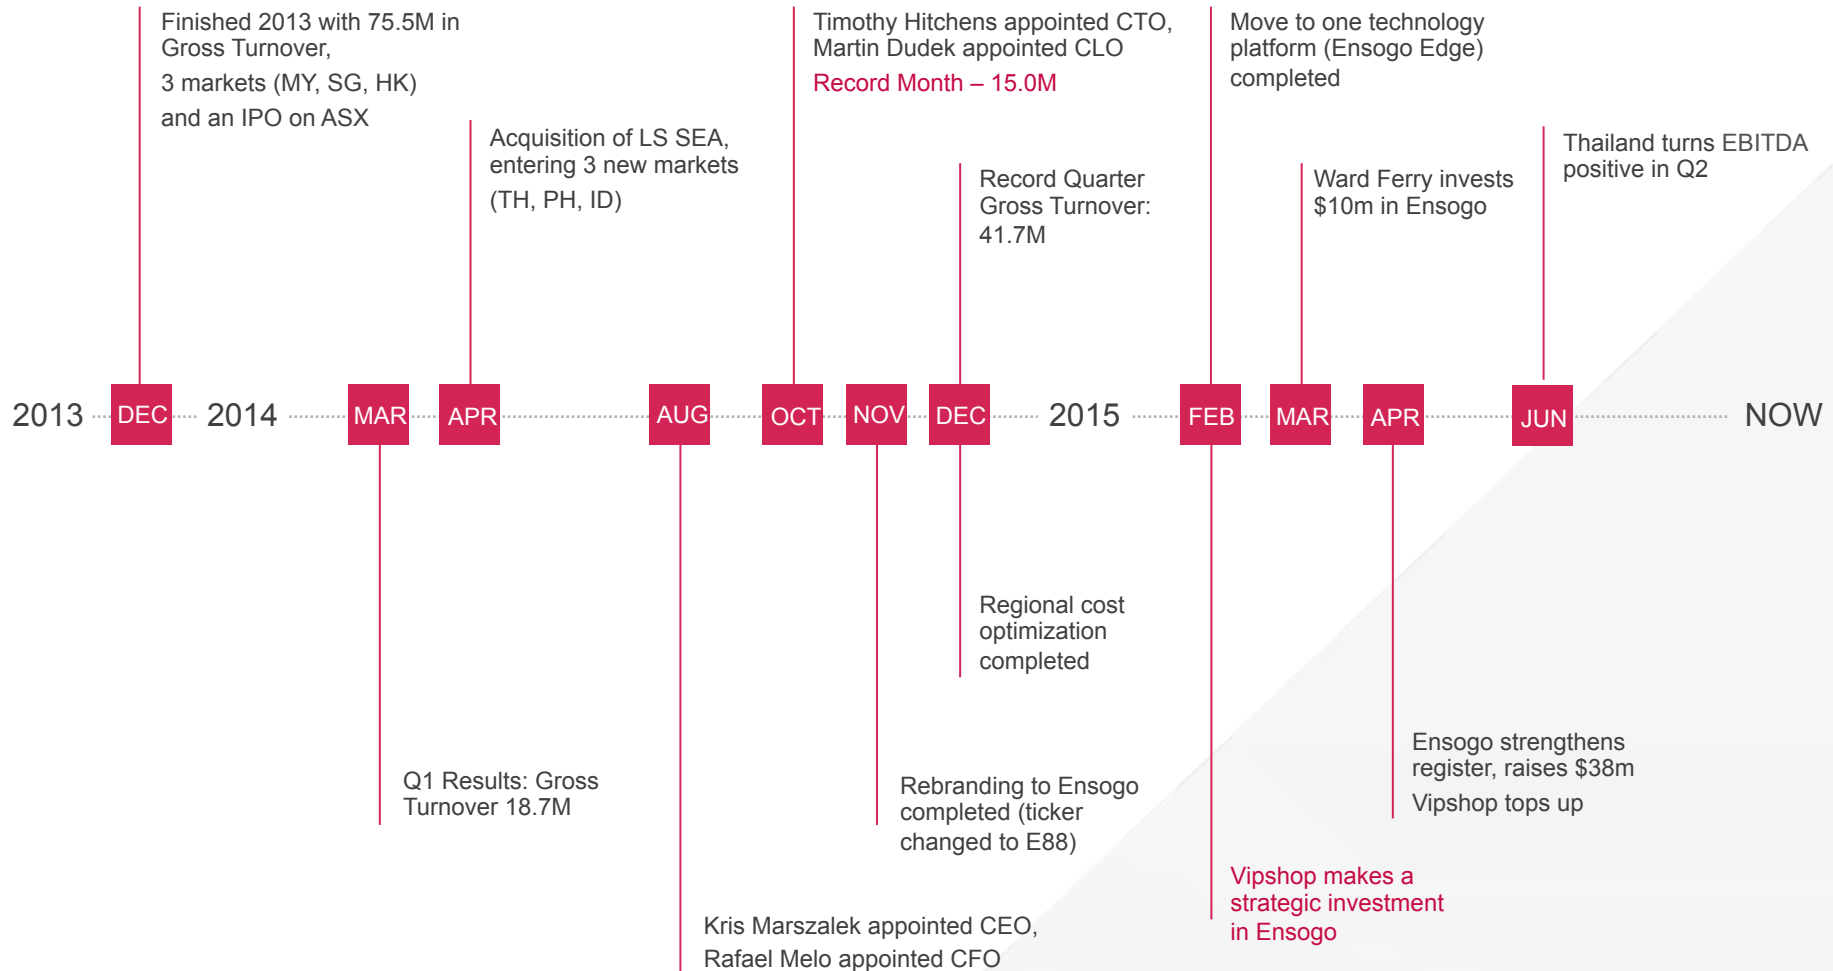 Finished 2013 with 75.5M in
Gross Turnover,
3 markets (MY, SG, HK)
and an IPO on ASX
Acquisition of LS SEA,
entering 3 new markets
(TH, PH, ID)
Timothy Hitchens appointed CTO,
Martin Dudek appointed CLO
Record Month – 15.0M
Record Quarter
Gross Turnover:
41.7M
Move to one technology
platform (Ensogo Edge)
completed
Ward Ferry invests
$10m in Ensogo
Thailand turns EBITDA
positive in Q2
2013 DEC 2014 MAR APR AUG OCT NOV DEC 2015 FEB MAR APR JUN NOW
Q1 Results: Gross
Turnover 18.7M
Kris Marszalek appointed CEO,
Rafael Melo appointed CFO
Rebranding to Ensogo
completed (ticker
changed to E88)
Regional cost
optimization
completed
Vipshop makes a
strategic investment
in Ensogo
Ensogo strengthens
register, raises $38m
Vipshop tops up